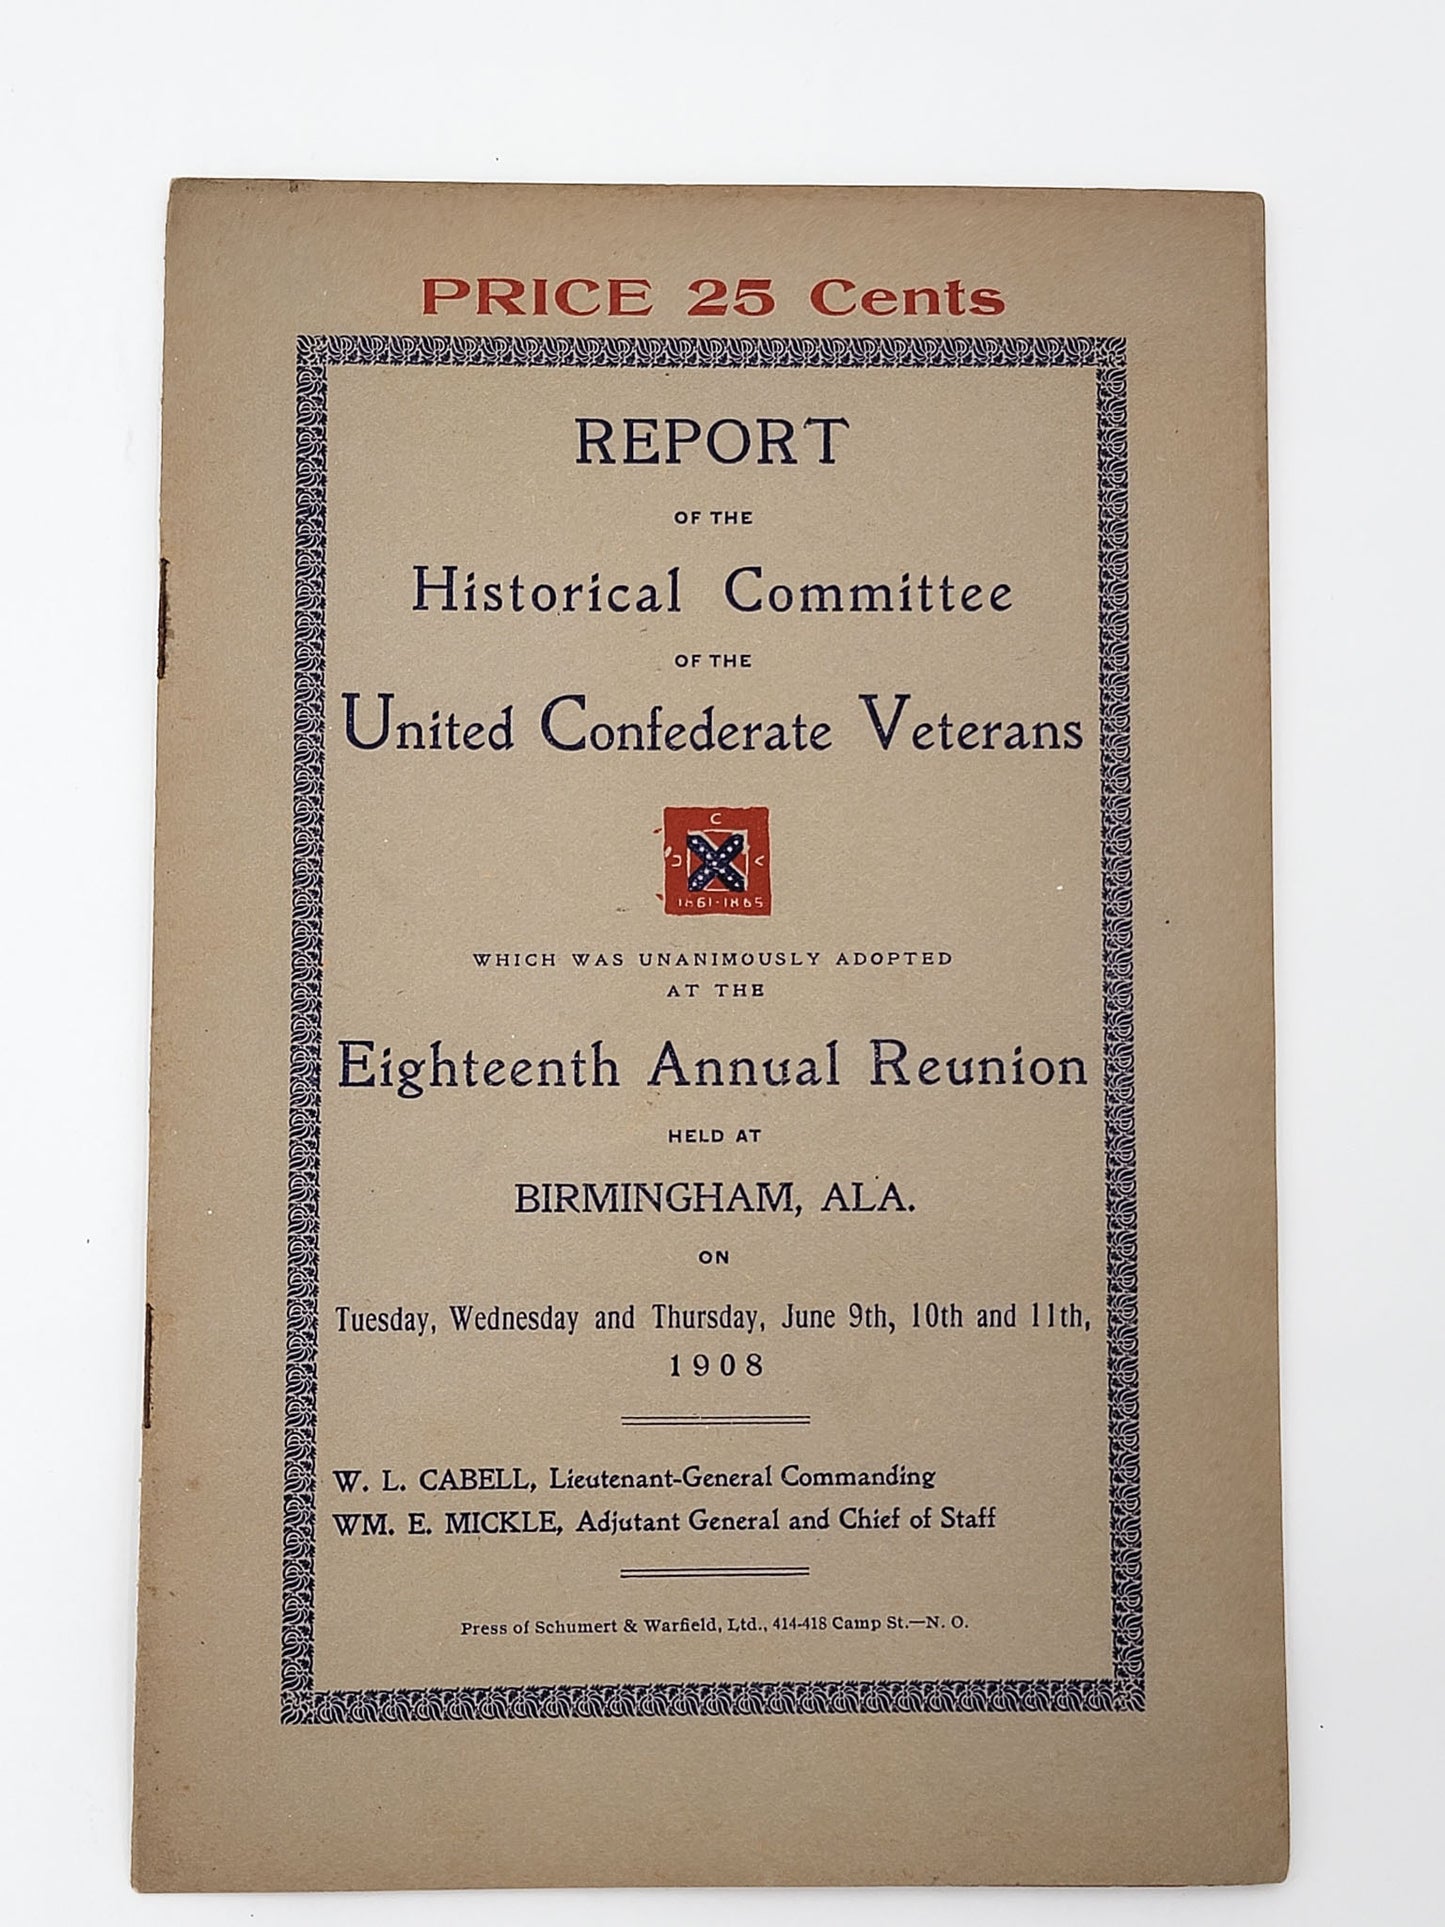 PRICE 25 Cents
REPORT
OF THE
Historical Committee
OF THE
United Confederate Veterans
C
U V
1861-1865
WHICH WAS UNANIMOUSLY ADOPTED
AT THE
Eighteenth Annual Reunion
HELD AT
BIRMINGHAM, ALA.
ON
Tuesday, Wednesday and Thursday, June 9th, 10th and 11th,
1908
W. L. CABELL, Lieutenant-General Commanding
WM. E. MICKLE, Adjutant General and Chief of Staff
Press of Schumert & Warfield, Ltd., 414-418 Camp St.—N. O.